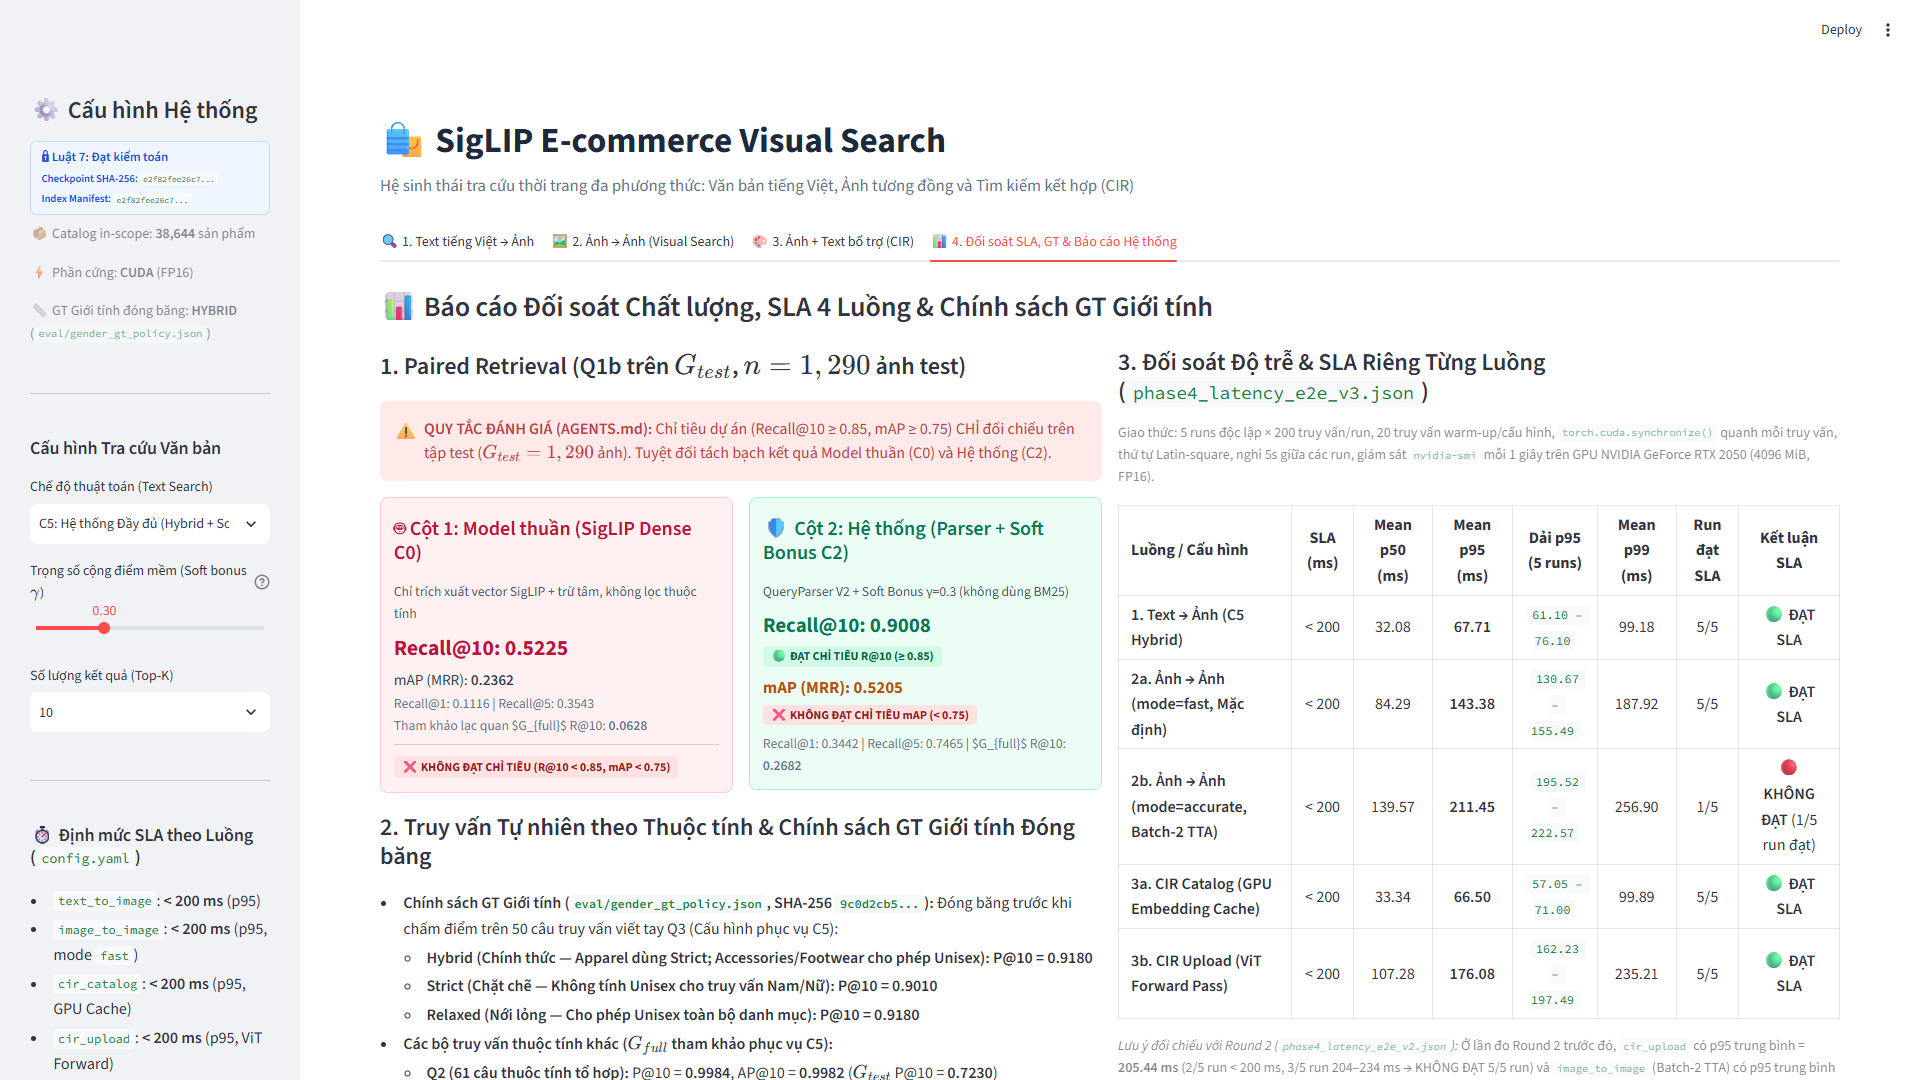 Deploy
Cấu hình Hệ thống
Luật 7: Đạt kiểm toán
Checkpoint SHA-256: e2f82fee26c7...
Index Manifest: e2f82fee26c7...
Catalog in-scope: 38,644 sản phẩm
Phần cứng: CUDA (FP16)
GT Giới tính đóng băng: HYBRID
( eval/gender_gt_policy.json )
Cấu hình Tra cứu Văn bản
Chế độ thuật toán (Text Search)
C5: Hệ thống Đầy đủ (Hybrid + Sc
Trọng số cộng điểm mềm (Soft bonus
γ)
0.30
Số lượng kết quả (Top-K)
10
Định mức SLA theo Luồng
( config.yaml )
text_to_image : < 200 ms (p95)
image_to_image : < 200 ms (p95,
mode fast )
cir_catalog : < 200 ms (p95,
GPU Cache)
cir_upload : < 200 ms (p95, ViT
Forward)
SigLIP E-commerce Visual Search
Hệ sinh thái tra cứu thời trang đa phương thức: Văn bản tiếng Việt, Ảnh tương đồng và Tìm kiếm kết hợp (CIR)
1. Text tiếng Việt → Ảnh
2. Ảnh → Ảnh (Visual Search)
3. Ảnh + Text bổ trợ (CIR)
4. Đối soát SLA, GT & Báo cáo Hệ thống
Báo cáo Đối soát Chất lượng, SLA 4 Luồng & Chính sách GT Giới tính
1. Paired Retrieval (Q1b trên G_test, n = 1,290 ảnh test)
QUY TẮC ĐÁNH GIÁ (AGENTS.md): Chỉ tiêu dự án (Recall@10 ≥ 0.85, mAP ≥ 0.75) CHỈ đối chiếu trên
tập test (G_test = 1,290 ảnh). Tuyệt đối tách bạch kết quả Model thuần (C0) và Hệ thống (C2).
Cột 1: Model thuần (SigLIP Dense
C0)
Chỉ trích xuất vector SigLIP + trừ tâm, không lọc thuộc
tính
Recall@10: 0.5225
mAP (MRR): 0.2362
Recall@1: 0.1116 | Recall@5: 0.3543
Tham khảo lạc quan $G_{full}$ R@10: 0.0628
KHÔNG ĐẠT CHỈ TIÊU (R@10 < 0.85, mAP < 0.75)
Cột 2: Hệ thống (Parser + Soft
Bonus C2)
QueryParser V2 + Soft Bonus γ=0.3 (không dùng BM25)
Recall@10: 0.9008
ĐẠT CHỈ TIÊU R@10 (≥ 0.85)
mAP (MRR): 0.5205
KHÔNG ĐẠT CHỈ TIÊU mAP (< 0.75)
Recall@1: 0.3442 | Recall@5: 0.7465 | $G_{full}$ R@10:
0.2682
2. Truy vấn Tự nhiên theo Thuộc tính & Chính sách GT Giới tính Đóng
băng
Chính sách GT Giới tính ( eval/gender_gt_policy.json , SHA-256 9c0d2cb5... ): Đóng băng trước khi
chấm điểm trên 50 câu truy vấn viết tay Q3 (Cấu hình phục vụ C5):
Hybrid (Chính thức — Apparel dùng Strict; Accessories/Footwear cho phép Unisex): P@10 = 0.9180
Strict (Chặt chẽ — Không tính Unisex cho truy vấn Nam/Nữ): P@10 = 0.9010
Relaxed (Nới lỏng — Cho phép Unisex toàn bộ danh mục): P@10 = 0.9180
Các bộ truy vấn thuộc tính khác (G_full tham khảo phục vụ C5):
Q2 (61 câu thuộc tính tổ hợp): P@10 = 0.9984, AP@10 = 0.9982 (G_test P@10 = 0.7230)
3. Đối soát Độ trễ & SLA Riêng Từng Luồng
( phase4_latency_e2e_v3.json )
Giao thức: 5 runs độc lập × 200 truy vấn/run, 20 truy vấn warm-up/cấu hình, torch.cuda.synchronize() quanh mỗi truy vấn,
thứ tự Latin-square, nghỉ 5s giữa các run, giám sát nvidia-smi mỗi 1 giây trên GPU NVIDIA GeForce RTX 2050 (4096 MiB,
FP16).
Luồng / Cấu hình | SLA (ms) | Mean p50 (ms) | Mean p95 (ms) | Dải p95 (5 runs) | Mean p99 (ms) | Run đạt SLA | Kết luận SLA
1. Text → Ảnh (C5 Hybrid) | < 200 | 32.08 | 67.71 | 61.10 – 76.10 | 99.18 | 5/5 | ĐẠT SLA
2a. Ảnh → Ảnh (mode=fast, Mặc định) | < 200 | 84.29 | 143.38 | 130.67 – 155.49 | 187.92 | 5/5 | ĐẠT SLA
2b. Ảnh → Ảnh (mode=accurate, Batch-2 TTA) | < 200 | 139.57 | 211.45 | 195.52 – 222.57 | 256.90 | 1/5 | KHÔNG ĐẠT (1/5 run đạt)
3a. CIR Catalog (GPU Embedding Cache) | < 200 | 33.34 | 66.50 | 57.05 – 71.00 | 99.89 | 5/5 | ĐẠT SLA
3b. CIR Upload (ViT Forward Pass) | < 200 | 107.28 | 176.08 | 162.23 – 197.49 | 235.21 | 5/5 | ĐẠT SLA
Lưu ý đối chiếu với Round 2 ( phase4_latency_e2e_v2.json ): Ở lần đo Round 2 trước đó, cir_upload có p95 trung bình =
205.44 ms (2/5 run < 200 ms, 3/5 run 204–234 ms → KHÔNG ĐẠT 5/5 run) và image_to_image (Batch-2 TTA) có p95 trung bình